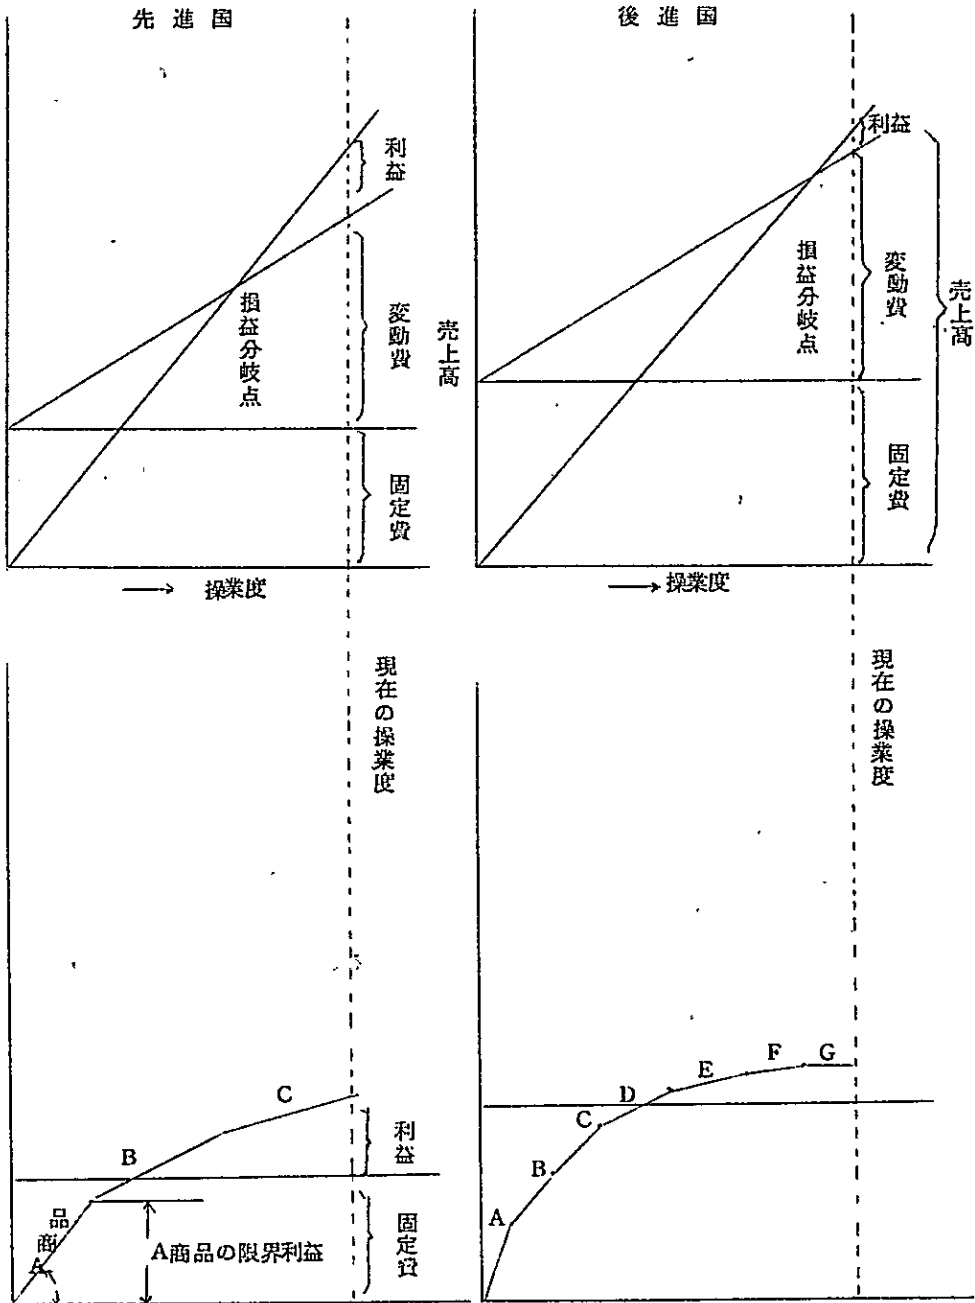 先進国
利益
変動費
損益分岐点
売上高
固定費
→ 操業度
後進国
利益
変動費
損益分岐点
売上高
固定費
→ 操業度
現在の操業度
現在の操業度
A商品
B
C
利益
固定費
A商品の限界利益
A
B
C
D
E
F
G